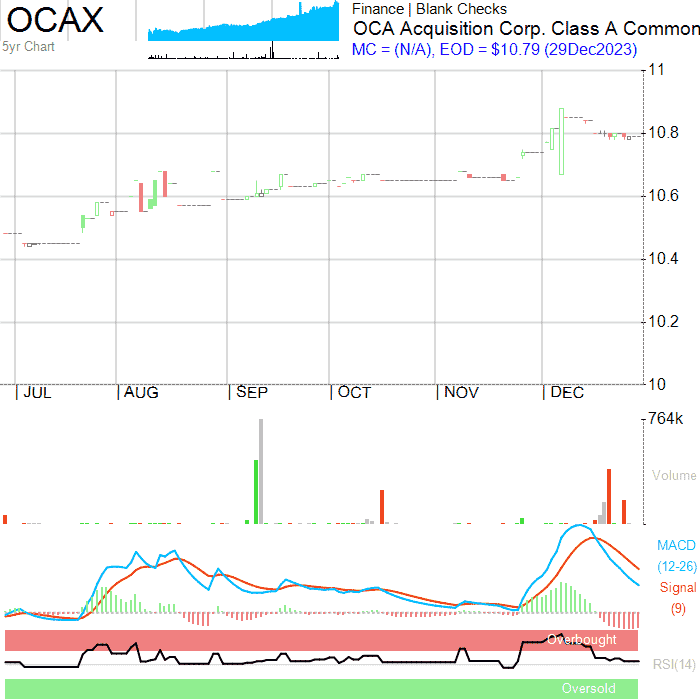 OCAX
5yr Chart
Finance | Blank Checks
OCA Acquisition Corp. Class A Common
MC = (N/A), EOD = $10.79 (29Dec2023)
11
10.8
10.6
10.4
10.2
10
|JUL |AUG |SEP |OCT |NOV |DEC
764k
Volume
MACD
(12-26)
Signal
(9)
Overbought
RSI(14)
Oversold